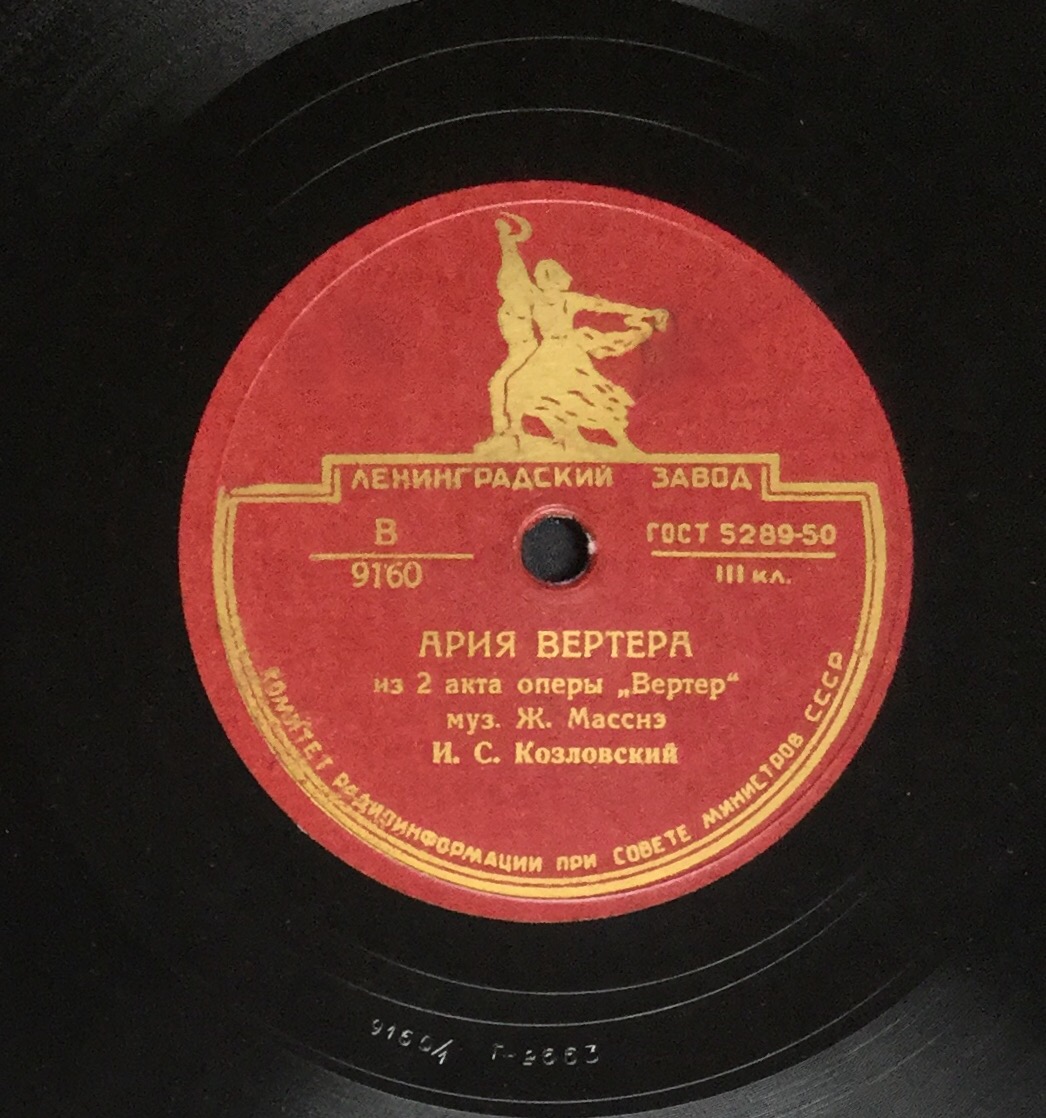 ЛЕНИНГРАДСКИЙ ЗАВОД
В
9160
ГОСТ 5289-50
III кл.
АРИЯ ВЕРТЕРА
из 2 акта оперы „Вертер“
муз. Ж. Масснэ
И. С. Козловский
КОМИТЕТ РАДИОИНФОРМАЦИИ ПРИ СОВЕТЕ МИНИСТРОВ СССР
9160/1